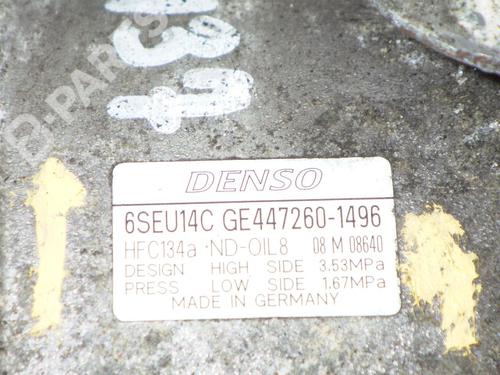 B-PARTS
DENSO
6SEU14C GE447260-1496
HFC134a ·ND-OIL8 08 M 08640
DESIGN HIGH SIDE 3.53MPa
PRESS LOW SIDE 1.67MPa
MADE IN GERMANY